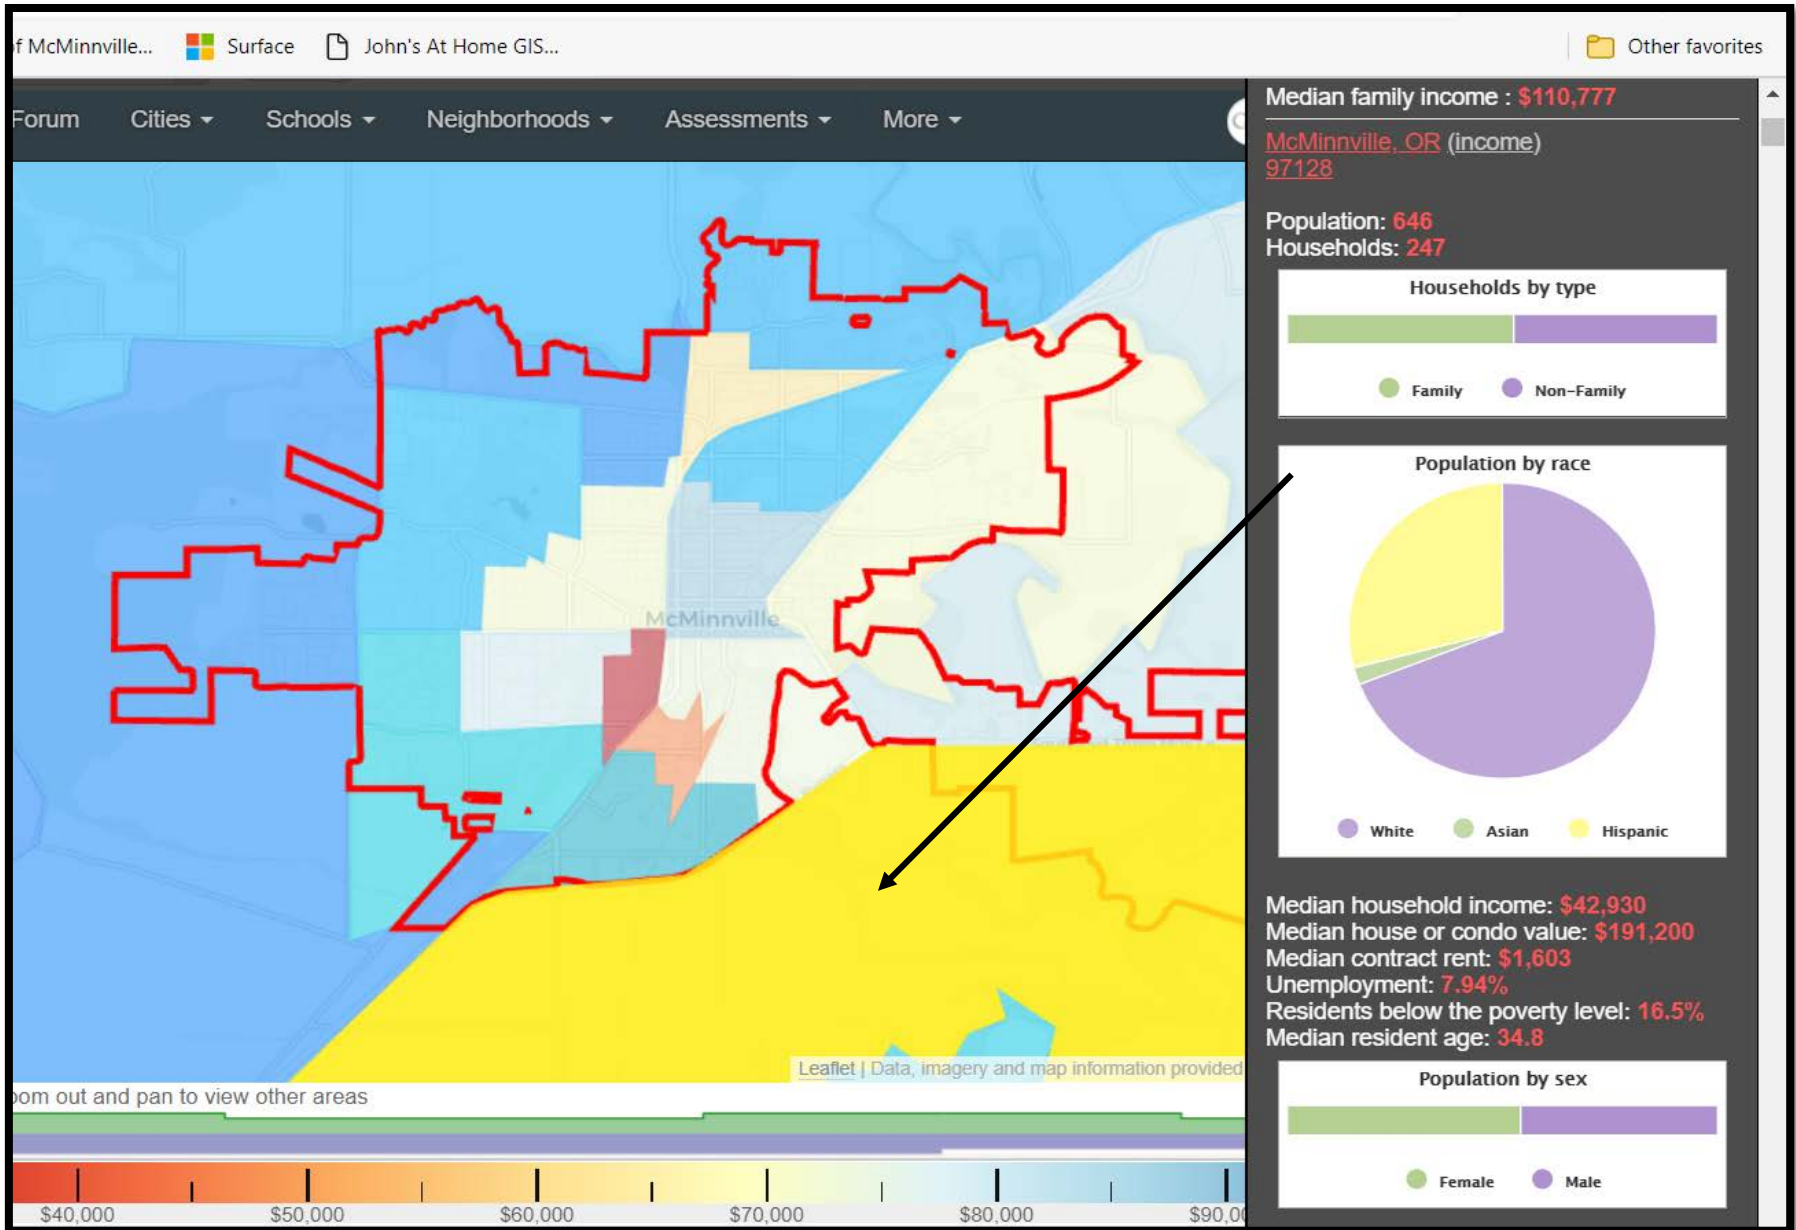 of McMinnville...
Surface
John's At Home GIS...
Other favorites
Forum
Cities
Schools
Neighborhoods
Assessments
More
McMinnville
Leaflet | Data, imagery and map information provided
oom out and pan to view other areas
$40,000
$50,000
$60,000
$70,000
$80,000
$90,00
Median family income : $110,777
McMinnville, OR (income)
97128
Population: 646
Households: 247
Households by type
Family
Non-Family
Population by race
White
Asian
Hispanic
Median household income: $42,930
Median house or condo value: $191,200
Median contract rent: $1,603
Unemployment: 7.94%
Residents below the poverty level: 16.5%
Median resident age: 34.8
Population by sex
Female
Male